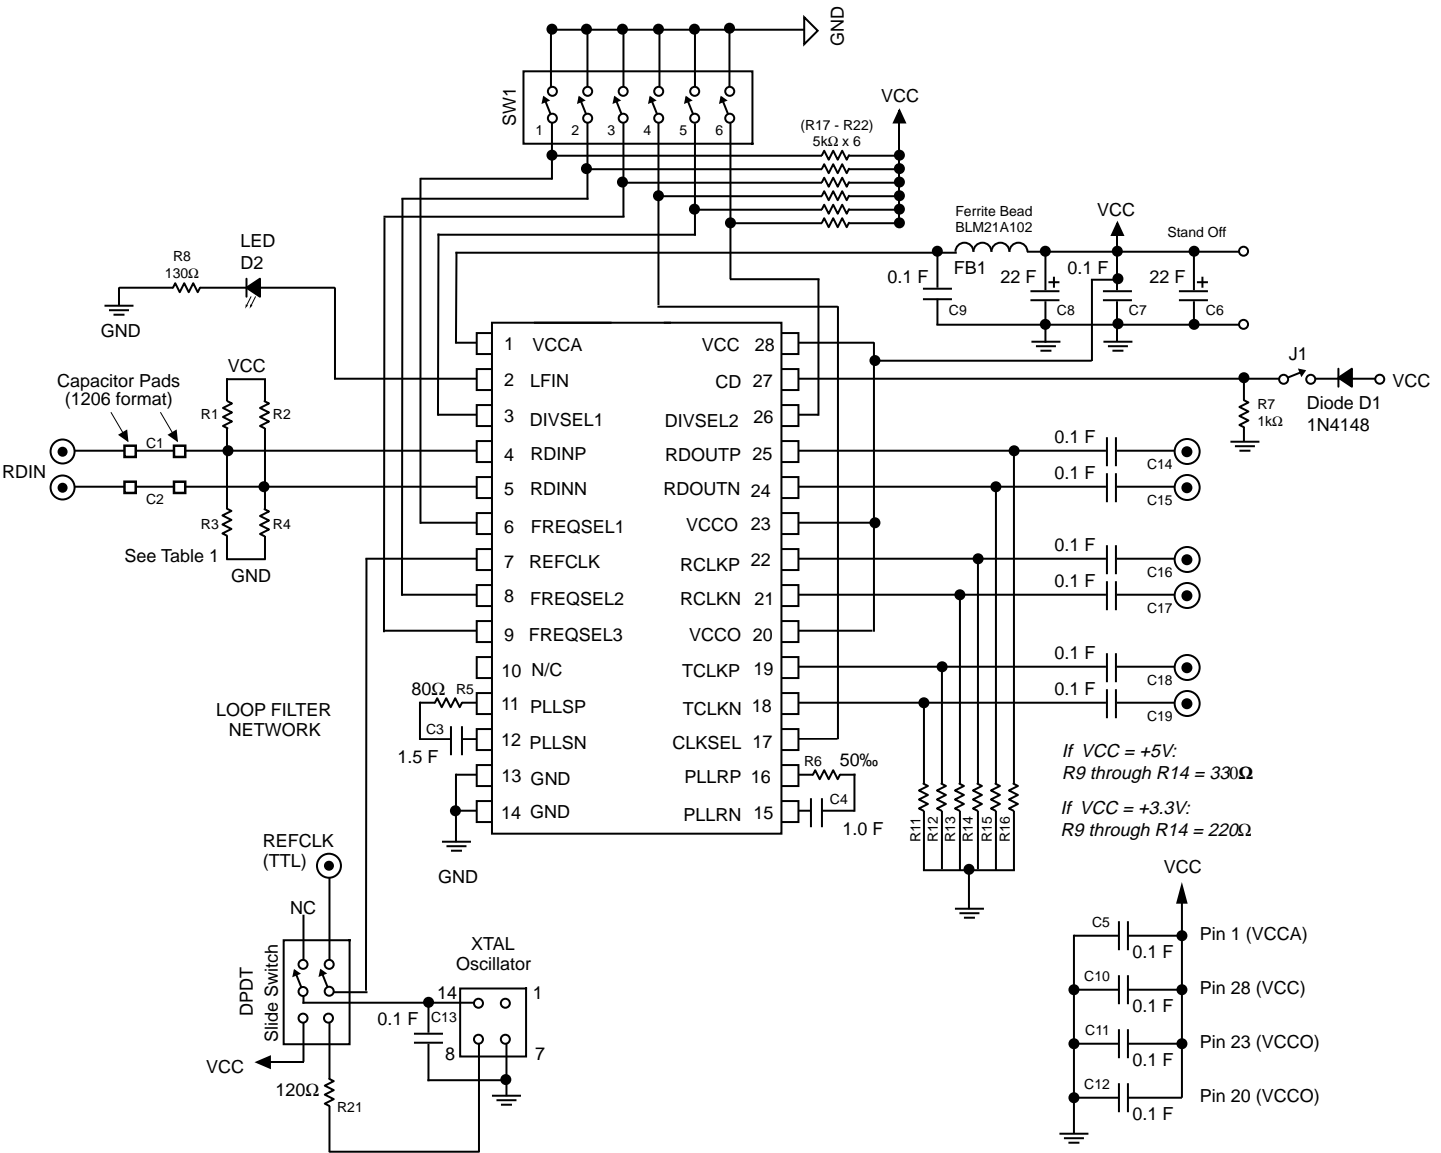 GND
SW1
1 2 3 4 5 6
VCC
(R17 - R22)
5kΩ x 6
Ferrite Bead
BLM21A102
VCC
Stand Off
0.1 F
FB1
22 F
+
0.1 F
22 F
+
C9
C8
C7
C6
LED
D2
R8
130Ω
GND
VCC
Capacitor Pads
(1206 format)
R1
R2
C1
RDIN
C2
R3
R4
See Table 1
GND
1 VCCA
2 LFIN
3 DIVSEL1
4 RDINP
5 RDINN
6 FREQSEL1
7 REFCLK
8 FREQSEL2
9 FREQSEL3
10 N/C
11 PLLSP
12 PLLSN
13 GND
14 GND
VCC 28
CD 27
DIVSEL2 26
RDOUTP 25
RDOUTN 24
VCCO 23
RCLKP 22
RCLKN 21
VCCO 20
TCLKP 19
TCLKN 18
CLKSEL 17
PLLRP 16
PLLRN 15
J1
VCC
R7
1kΩ
Diode D1
1N4148
0.1 F
C14
0.1 F
C15
0.1 F
C16
0.1 F
C17
0.1 F
C18
0.1 F
C19
80Ω R5
C3
1.5 F
LOOP FILTER
NETWORK
GND
R6 50‰
C4
1.0 F
R11
R12
R13
R14
R15
R16
If VCC = +5V:
R9 through R14 = 330Ω
If VCC = +3.3V:
R9 through R14 = 220Ω
REFCLK
(TTL)
NC
DPDT
Slide Switch
VCC
120Ω
R21
XTAL
Oscillator
14
1
0.1 F
C13
8
7
VCC
C5
0.1 F
Pin 1 (VCCA)
C10
0.1 F
Pin 28 (VCC)
C11
0.1 F
Pin 23 (VCCO)
C12
0.1 F
Pin 20 (VCCO)